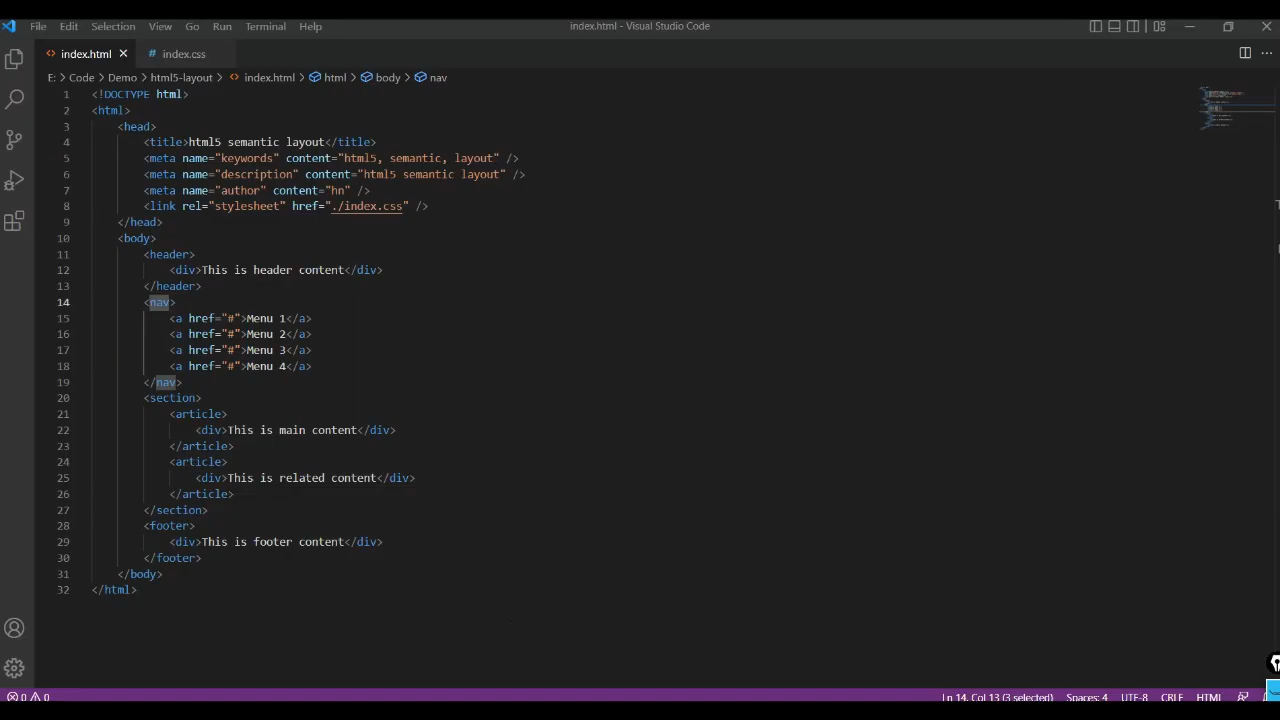 File Edit Selection View Go Run Terminal Help index.html - Visual Studio Code
index.html index.css
E: > Code > Demo > html5-layout > index.html > html > body > nav
1 <!DOCTYPE html>
2 <html>
3 <head>
4 <title>html5 semantic layout</title>
5 <meta name="keywords" content="html5, semantic, layout" />
6 <meta name="description" content="html5 semantic layout" />
7 <meta name="author" content="hn" />
8 <link rel="stylesheet" href="./index.css" />
9 </head>
10 <body>
11 <header>
12 <div>This is header content</div>
13 </header>
14 <nav>
15 <a href="#">Menu 1</a>
16 <a href="#">Menu 2</a>
17 <a href="#">Menu 3</a>
18 <a href="#">Menu 4</a>
19 </nav>
20 <section>
21 <article>
22 <div>This is main content</div>
23 </article>
24 <article>
25 <div>This is related content</div>
26 </article>
27 </section>
28 <footer>
29 <div>This is footer content</div>
30 </footer>
31 </body>
32 </html>
0 0 Ln 14, Col 13 (3 selected) Spaces: 4 UTF-8 CRLF HTML